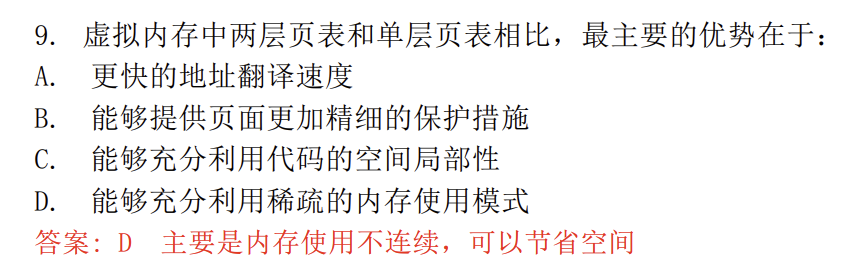 9. 虚拟内存中两层页表和单层页表相比，最主要的优势在于：
A. 更快的地址翻译速度
B. 能够提供页面更加精细的保护措施
C. 能够充分利用代码的空间局部性
D. 能够充分利用稀疏的内存使用模式
答案: D 主要是内存使用不连续，可以节省空间